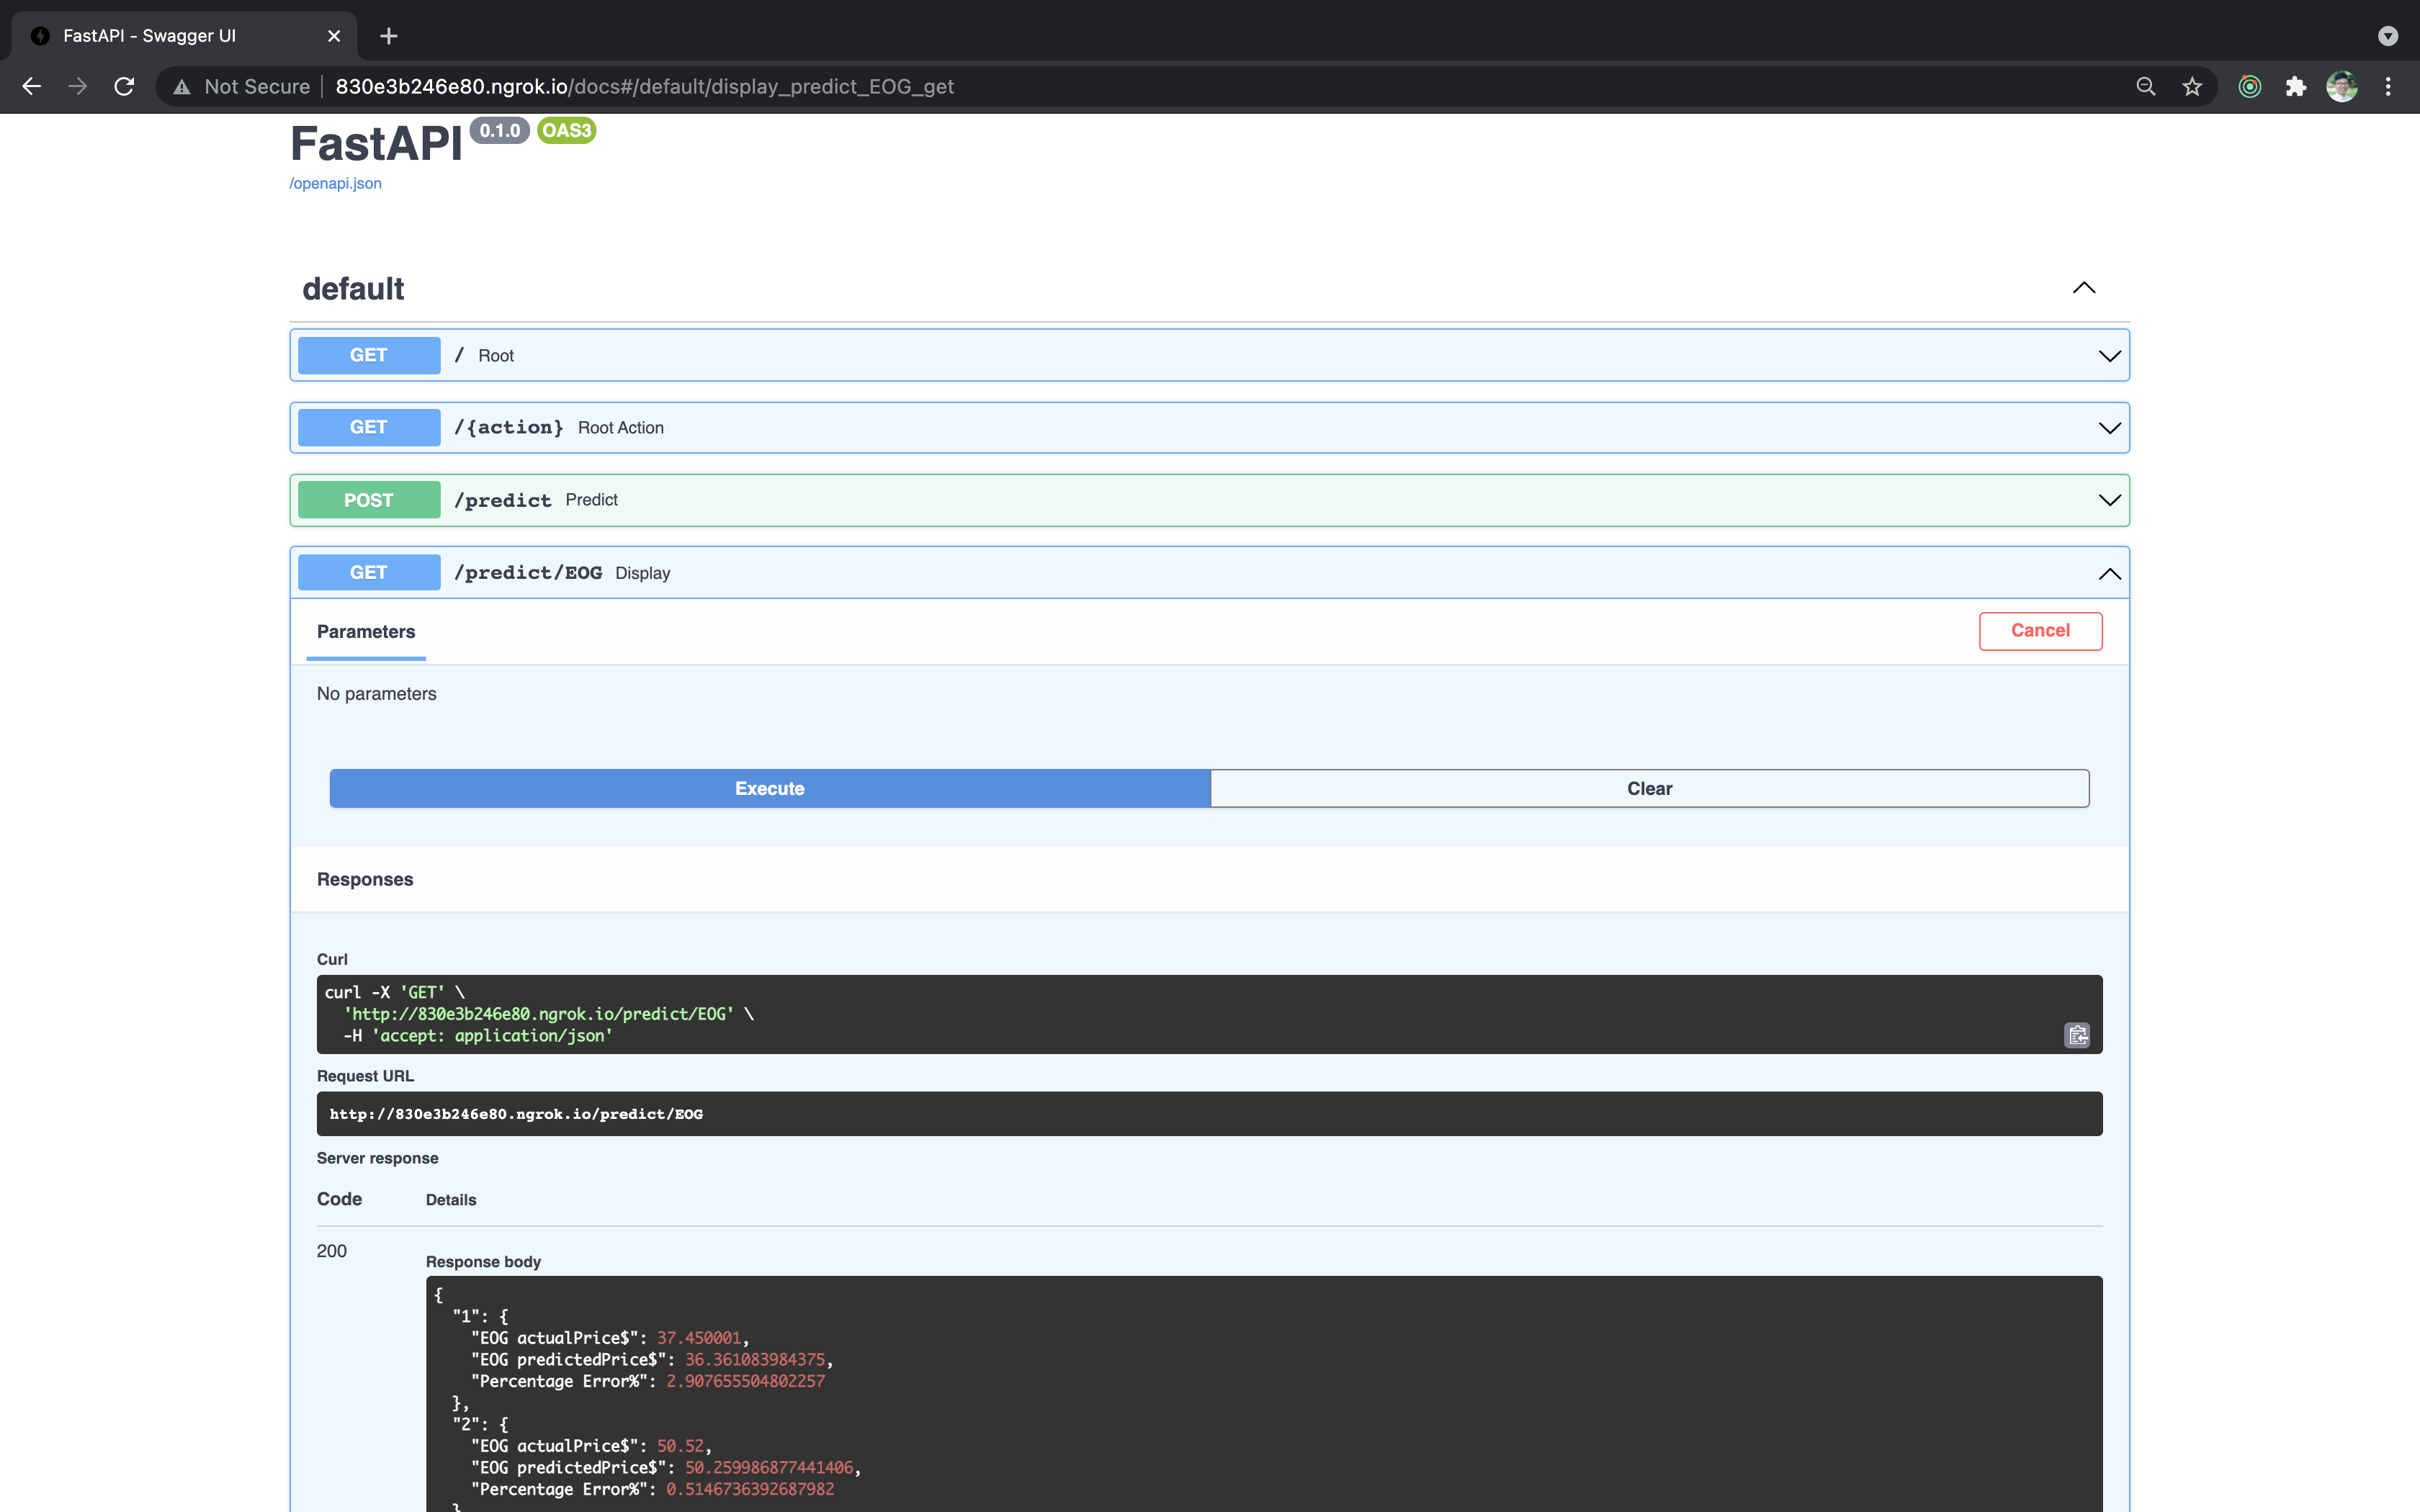 FastAPI - Swagger UI
Not Secure 830e3b246e80.ngrok.io/docs#/default/display_predict_EOG_get
FastAPI 0.1.0 OAS3
/openapi.json
default
GET / Root
GET /{action} Root Action
POST /predict Predict
GET /predict/EOG Display
Parameters Cancel
No parameters
Execute Clear
Responses
Curl
curl -X 'GET' \
'http://830e3b246e80.ngrok.io/predict/EOG' \
-H 'accept: application/json'
Request URL
http://830e3b246e80.ngrok.io/predict/EOG
Server response
Code Details
200
Response body
{
"1": {
"EOG actualPrice$": 37.450001,
"EOG predictedPrice$": 36.361083984375,
"Percentage Error%": 2.907655504802257
},
"2": {
"EOG actualPrice$": 50.52,
"EOG predictedPrice$": 50.259986877441406,
"Percentage Error%": 0.5146736392687982
}